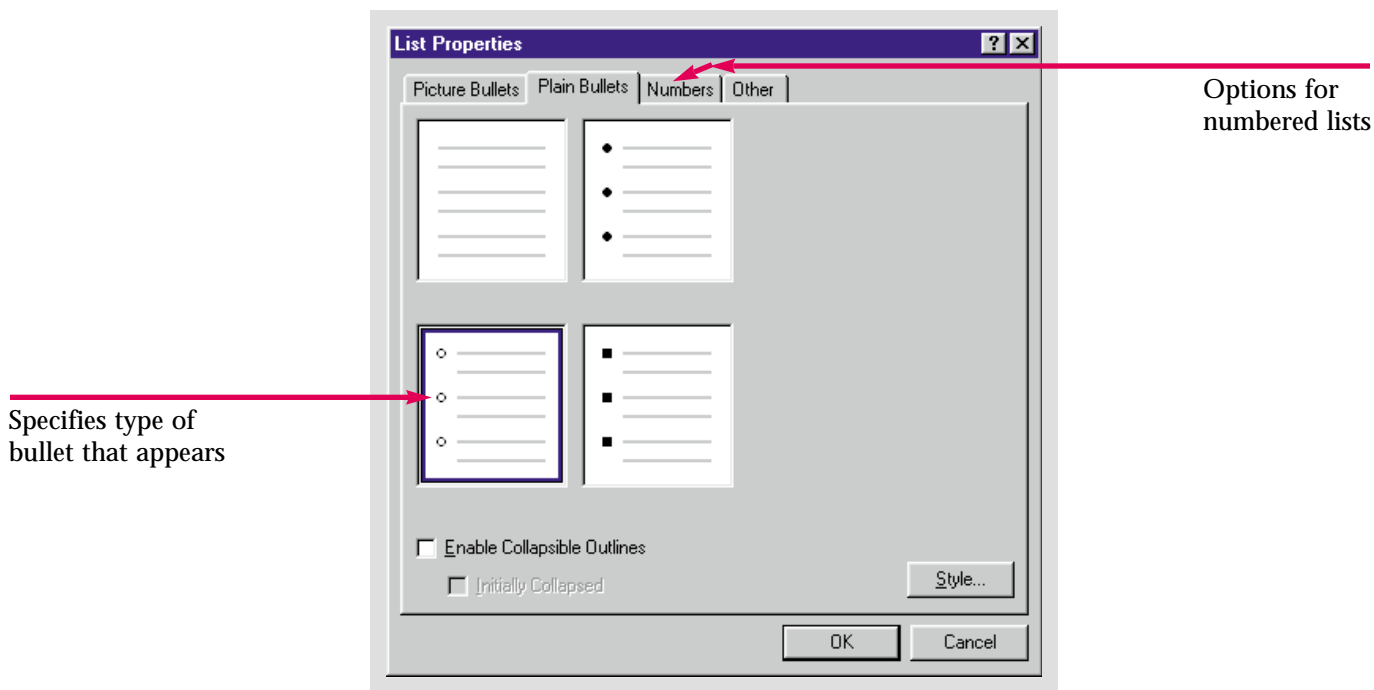 List Properties
Picture Bullets
Plain Bullets
Numbers
Other
Options for
numbered lists
Specifies type of
bullet that appears
Enable Collapsible Outlines
Initially Collapsed
Style...
OK
Cancel